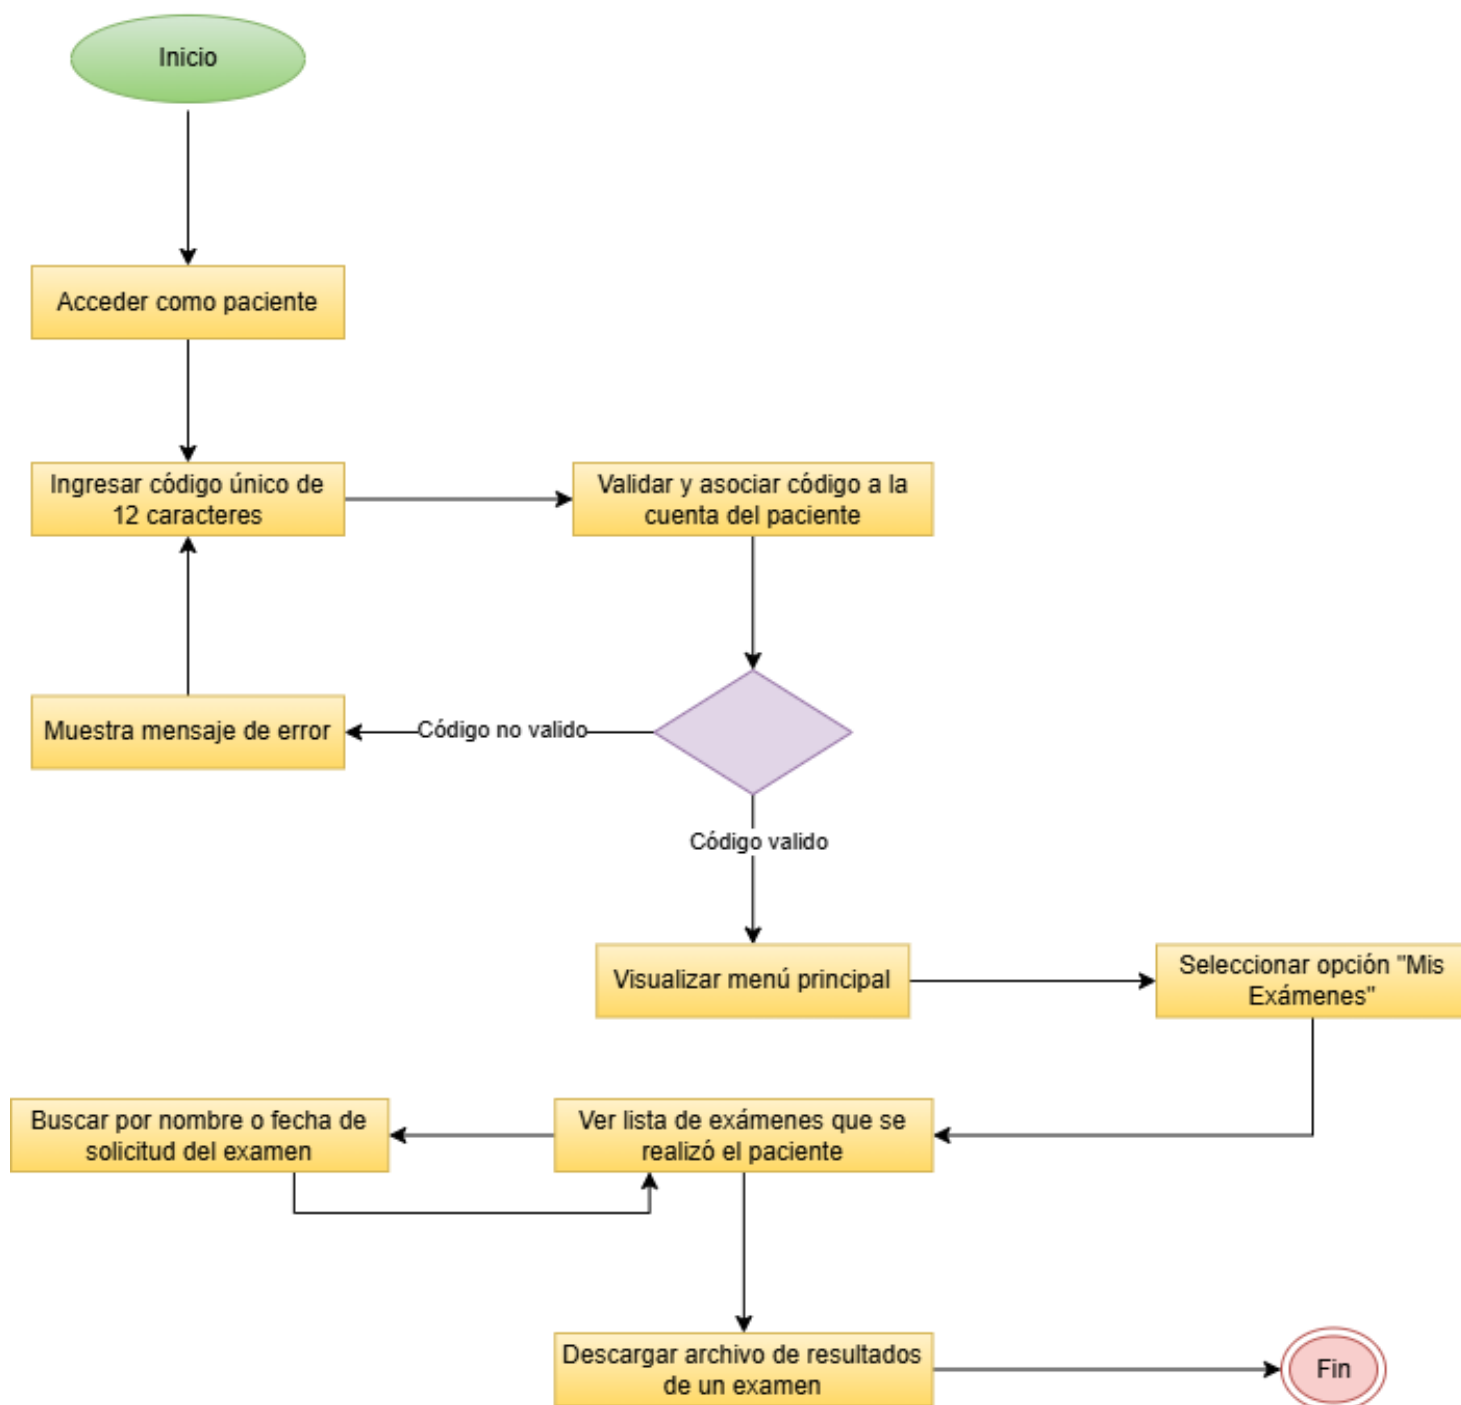 Inicio
Acceder como paciente
Ingresar código único de
12 caracteres
Validar y asociar código a la
cuenta del paciente
Muestra mensaje de error
Código no valido
Código valido
Visualizar menú principal
Seleccionar opción "Mis
Exámenes"
Buscar por nombre o fecha de
solicitud del examen
Ver lista de exámenes que se
realizó el paciente
Descargar archivo de resultados
de un examen
Fin